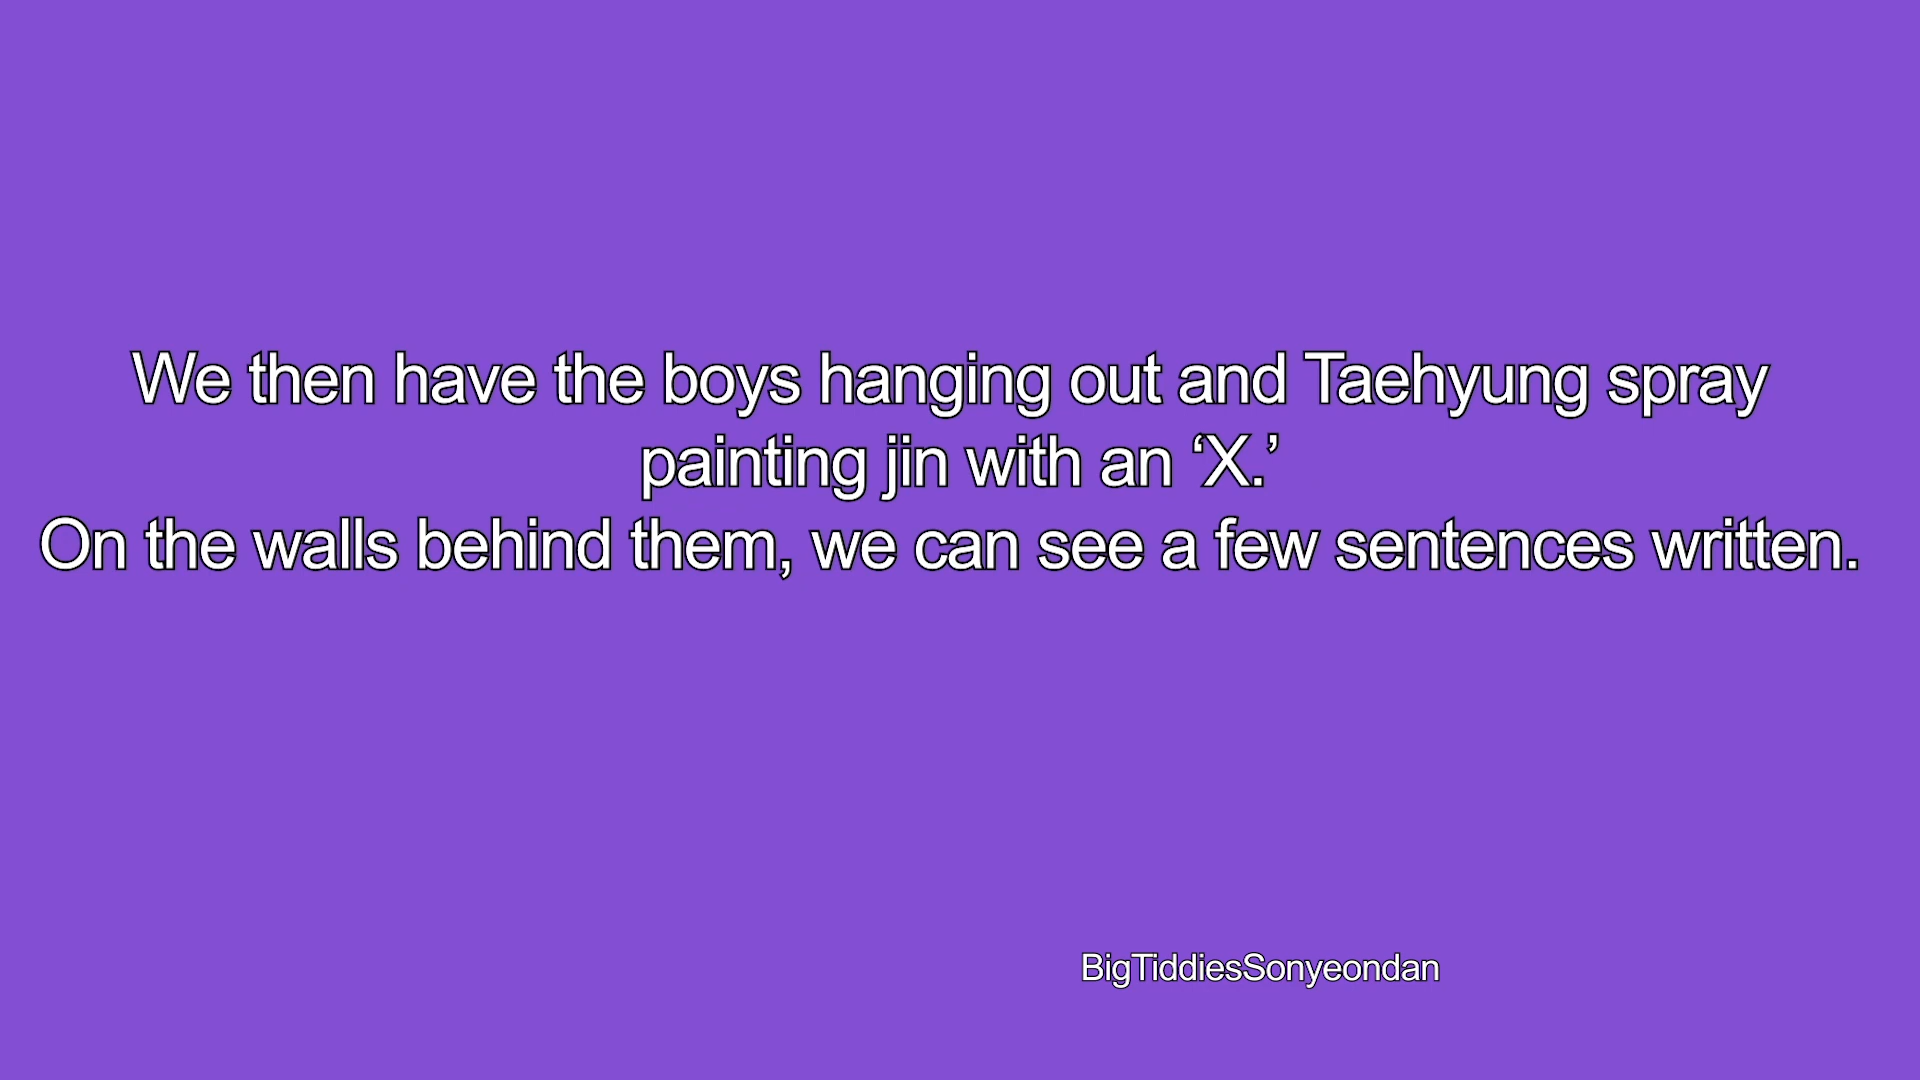 We then have the boys hanging out and Taehyung spray
painting jin with an ‘X.’
On the walls behind them, we can see a few sentences written.
BigTiddiesSonyeondan